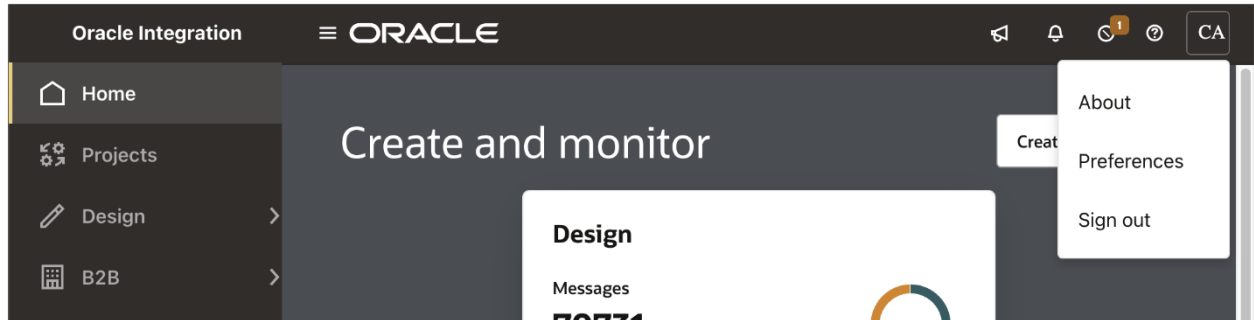 Oracle Integration
ORACLE
1
CA
Home
Projects
Design
B2B
Create and monitor
Creat
About
Preferences
Sign out
Design
Messages